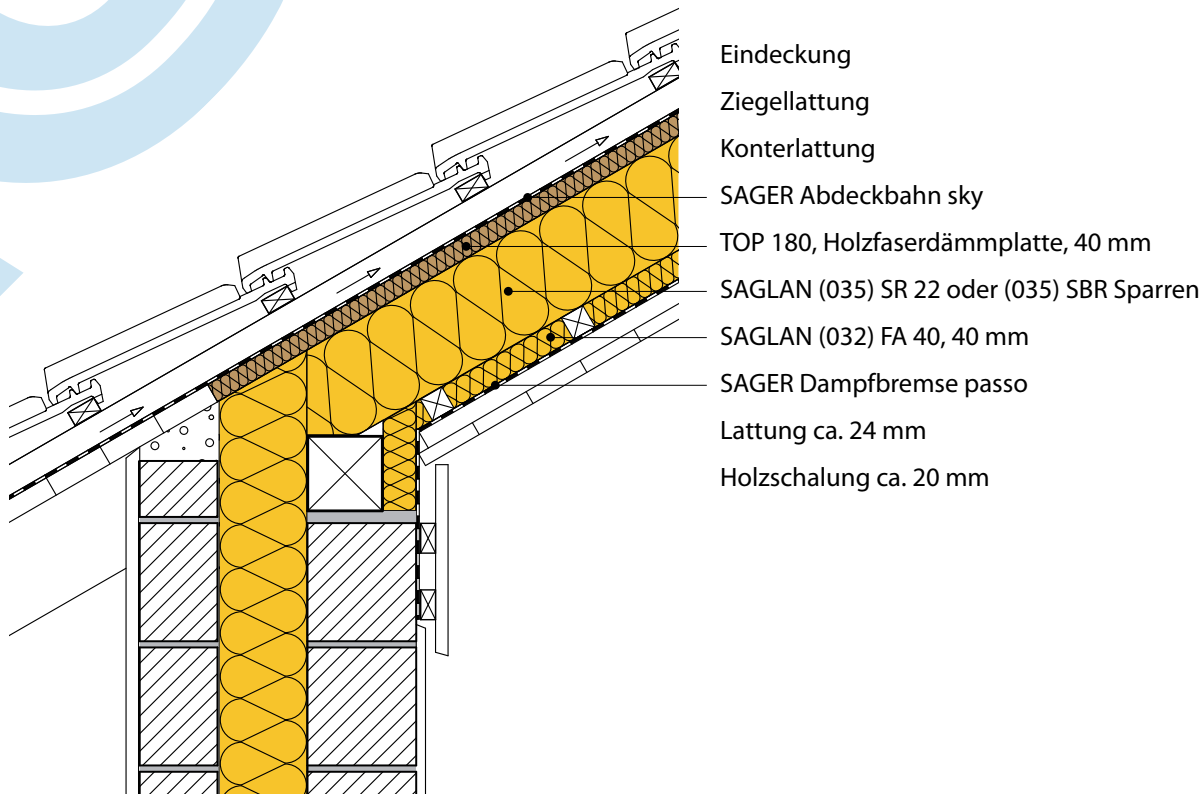 Eindeckung
Ziegellattung
Konterlattung
SAGER Abdeckbahn sky
TOP 180, Holzfaserdämmplatte, 40 mm
SAGLAN (035) SR 22 oder (035) SBR Sparren
SAGLAN (032) FA 40, 40 mm
SAGER Dampfbremse passo
Lattung ca. 24 mm
Holzschalung ca. 20 mm